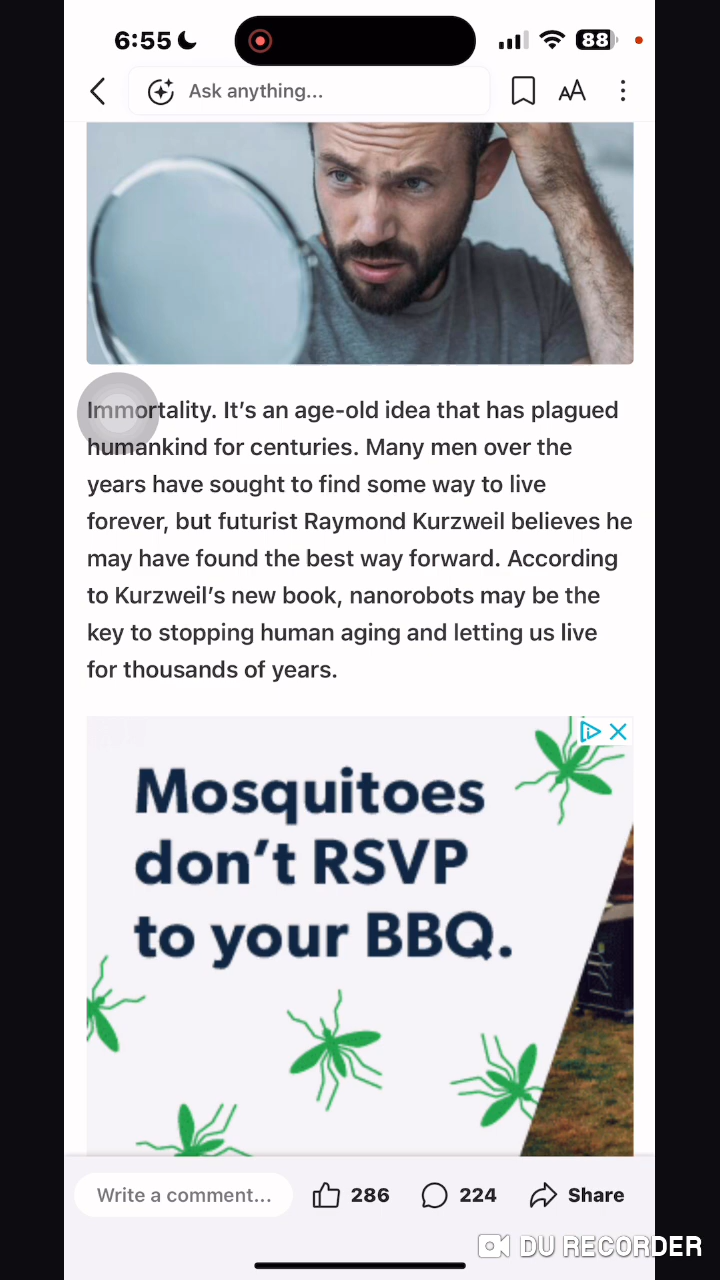 6:55
88
Ask anything...
AA
Immortality. It’s an age-old idea that has plagued
humankind for centuries. Many men over the
years have sought to find some way to live
forever, but futurist Raymond Kurzweil believes he
may have found the best way forward. According
to Kurzweil’s new book, nanorobots may be the
key to stopping human aging and letting us live
for thousands of years.
Mosquitoes
don’t RSVP
to your BBQ.
Write a comment... 286 224 Share
DU RECORDER